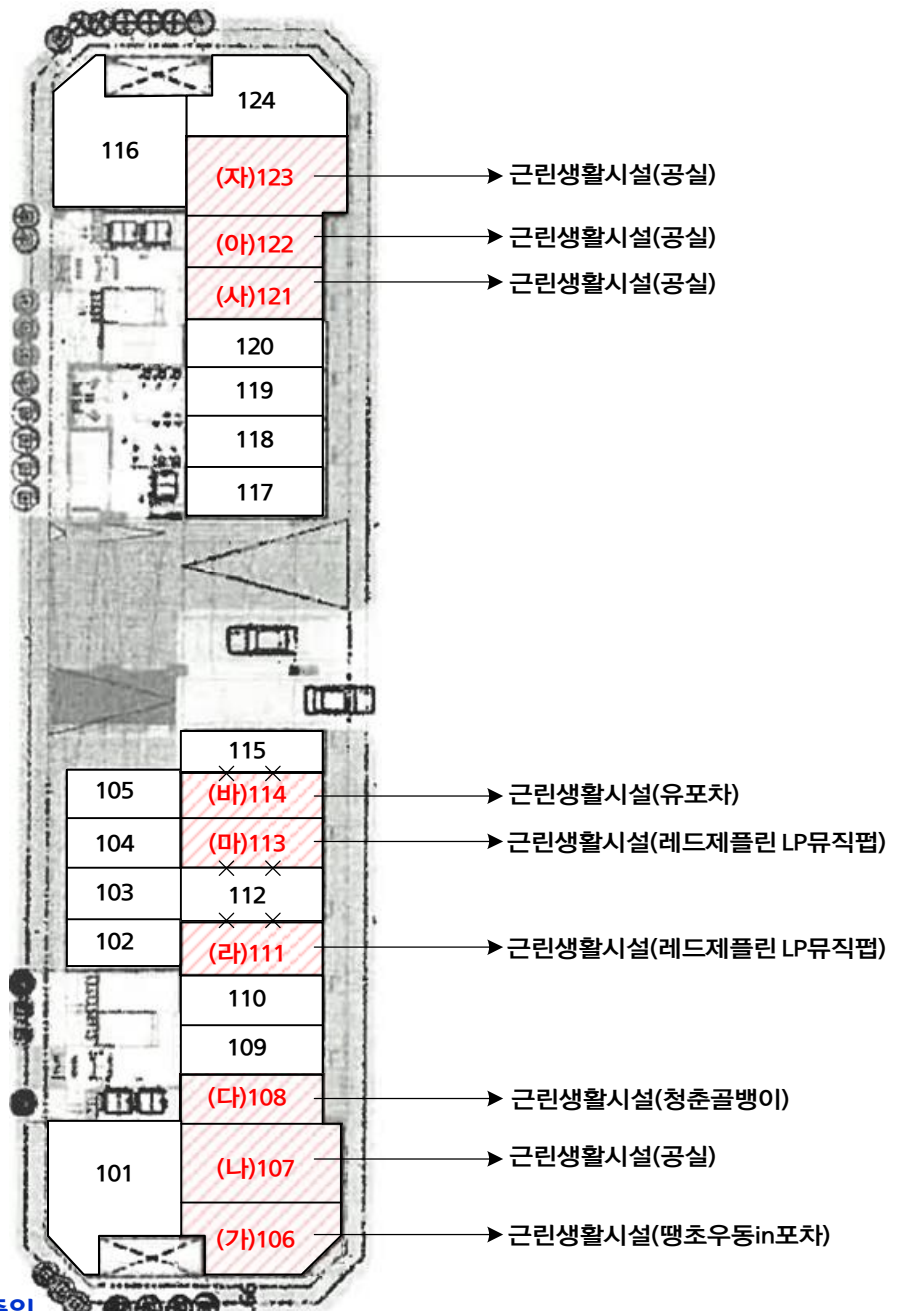 124
116
(자)123 근린생활시설(공실)
(아)122 근린생활시설(공실)
(사)121 근린생활시설(공실)
120
119
118
117
115
105 (바)114 근린생활시설(유포차)
104 (마)113 근린생활시설(레드제플린 LP뮤직펍)
103 112
102 (라)111 근린생활시설(레드제플린 LP뮤직펍)
110
109
(다)108 근린생활시설(청춘골뱅이)
101 (나)107 근린생활시설(공실)
(가)106 근린생활시설(땡초우동in포차)